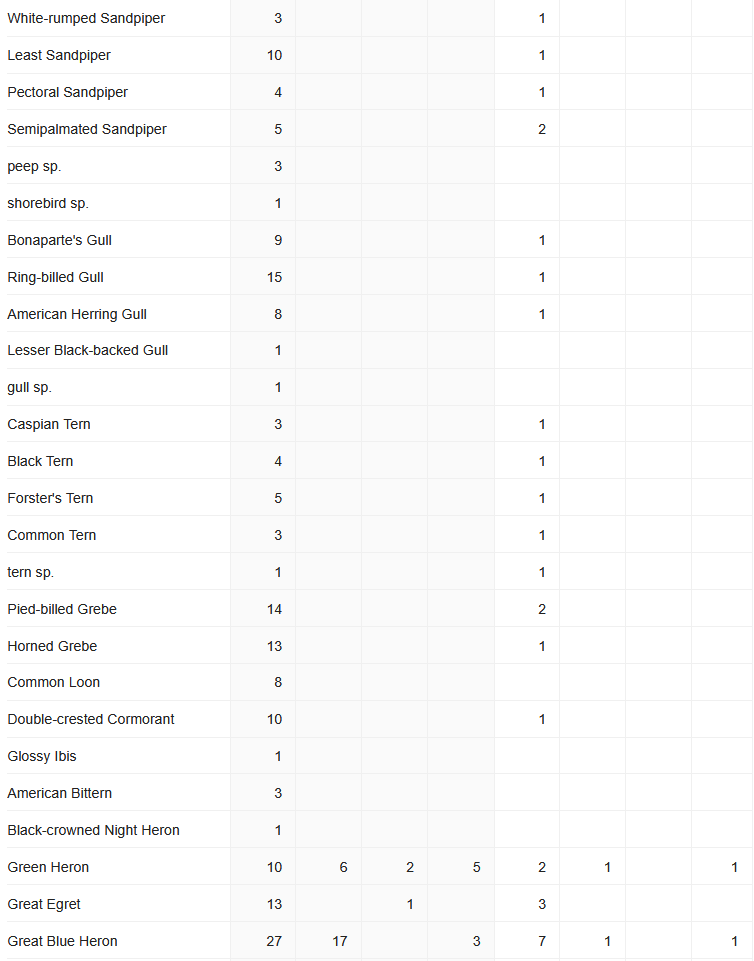 White-rumped Sandpiper 3 1
Least Sandpiper 10 1
Pectoral Sandpiper 4 1
Semipalmated Sandpiper 5 2
peep sp. 3
shorebird sp. 1
Bonaparte's Gull 9 1
Ring-billed Gull 15 1
American Herring Gull 8 1
Lesser Black-backed Gull 1
gull sp. 1
Caspian Tern 3 1
Black Tern 4 1
Forster's Tern 5 1
Common Tern 3 1
tern sp. 1 1
Pied-billed Grebe 14 2
Horned Grebe 13 1
Common Loon 8
Double-crested Cormorant 10 1
Glossy Ibis 1
American Bittern 3
Black-crowned Night Heron 1
Green Heron 10 6 2 5 2 1 1
Great Egret 13 1 3
Great Blue Heron 27 17 3 7 1 1